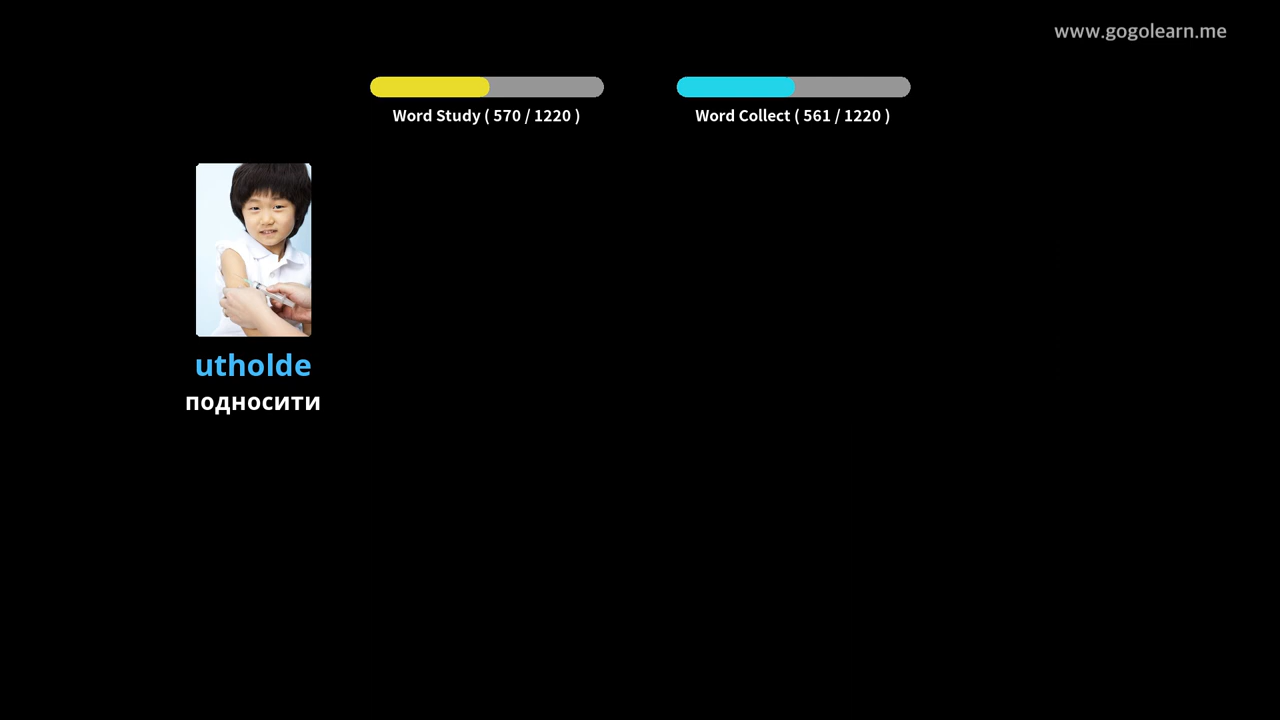 www.gogolearn.me
Word Study ( 570 / 1220 )
Word Collect ( 561 / 1220 )
utholde
подносити